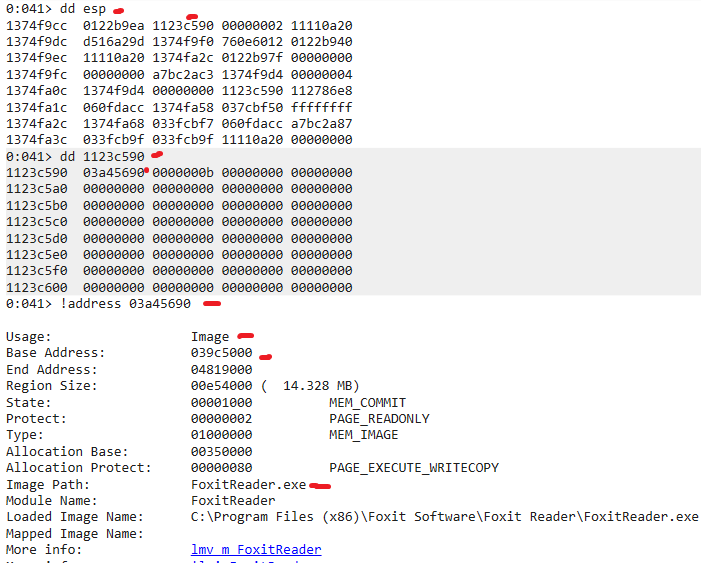 0:041> dd esp
1374f9cc  0122b9ea 1123c590 00000002 11110a20
1374f9dc  d516a29d 1374f9f0 760e6012 0122b940
1374f9ec  11110a20 1374fa2c 0122b97f 00000000
1374f9fc  00000000 a7bc2ac3 1374f9d4 00000004
1374fa0c  1374f9d4 00000000 1123c590 112786e8
1374fa1c  060fdacc 1374fa58 037cbf50 ffffffff
1374fa2c  1374fa68 033fcbf7 060fdacc a7bc2a87
1374fa3c  033fcb9f 033fcb9f 11110a20 00000000
0:041> dd 1123c590
1123c590  03a45690 0000000b 00000000 00000000
1123c5a0  00000000 00000000 00000000 00000000
1123c5b0  00000000 00000000 00000000 00000000
1123c5c0  00000000 00000000 00000000 00000000
1123c5d0  00000000 00000000 00000000 00000000
1123c5e0  00000000 00000000 00000000 00000000
1123c5f0  00000000 00000000 00000000 00000000
1123c600  00000000 00000000 00000000 00000000
0:041> !address 03a45690
Usage:                  Image
Base Address:           039c5000
End Address:            04819000
Region Size:            00e54000 (  14.328 MB)
State:                  00001000          MEM_COMMIT
Protect:                00000002          PAGE_READONLY
Type:                   01000000          MEM_IMAGE
Allocation Base:        00350000
Allocation Protect:     00000080          PAGE_EXECUTE_WRITECOPY
Image Path:             FoxitReader.exe
Module Name:            FoxitReader
Loaded Image Name:      C:\Program Files (x86)\Foxit Software\Foxit Reader\FoxitReader.exe
Mapped Image Name:
More info:              lmv m FoxitReader